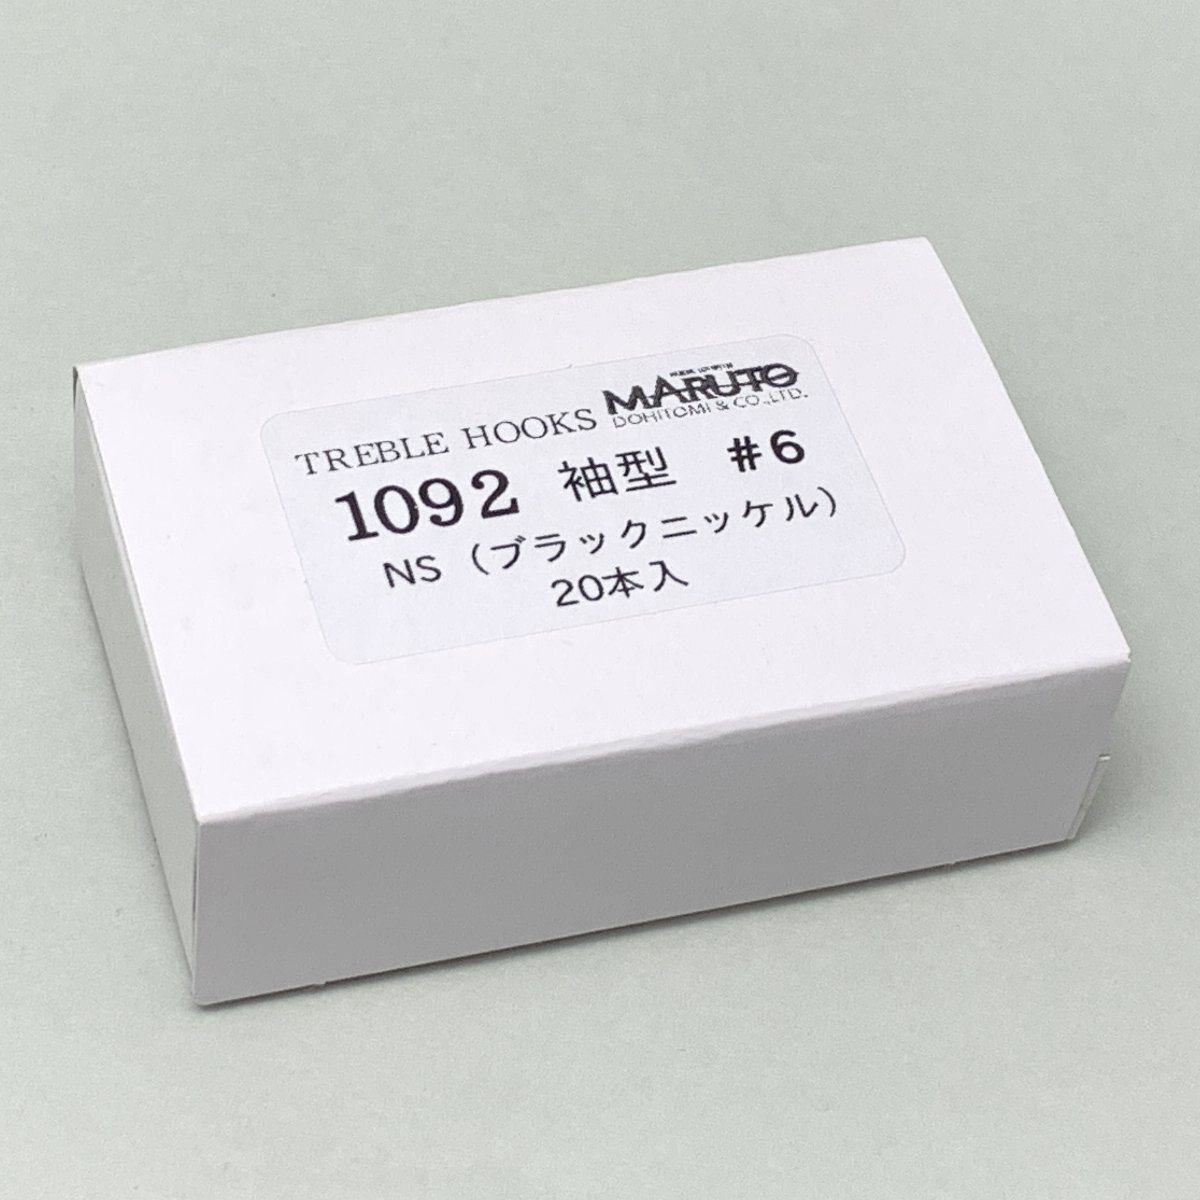 MARUTO
DOHITOMI & CO.,LTD.
TREBLE HOOKS
1092 袖型 #6
NS（ブラックニッケル）
20本入